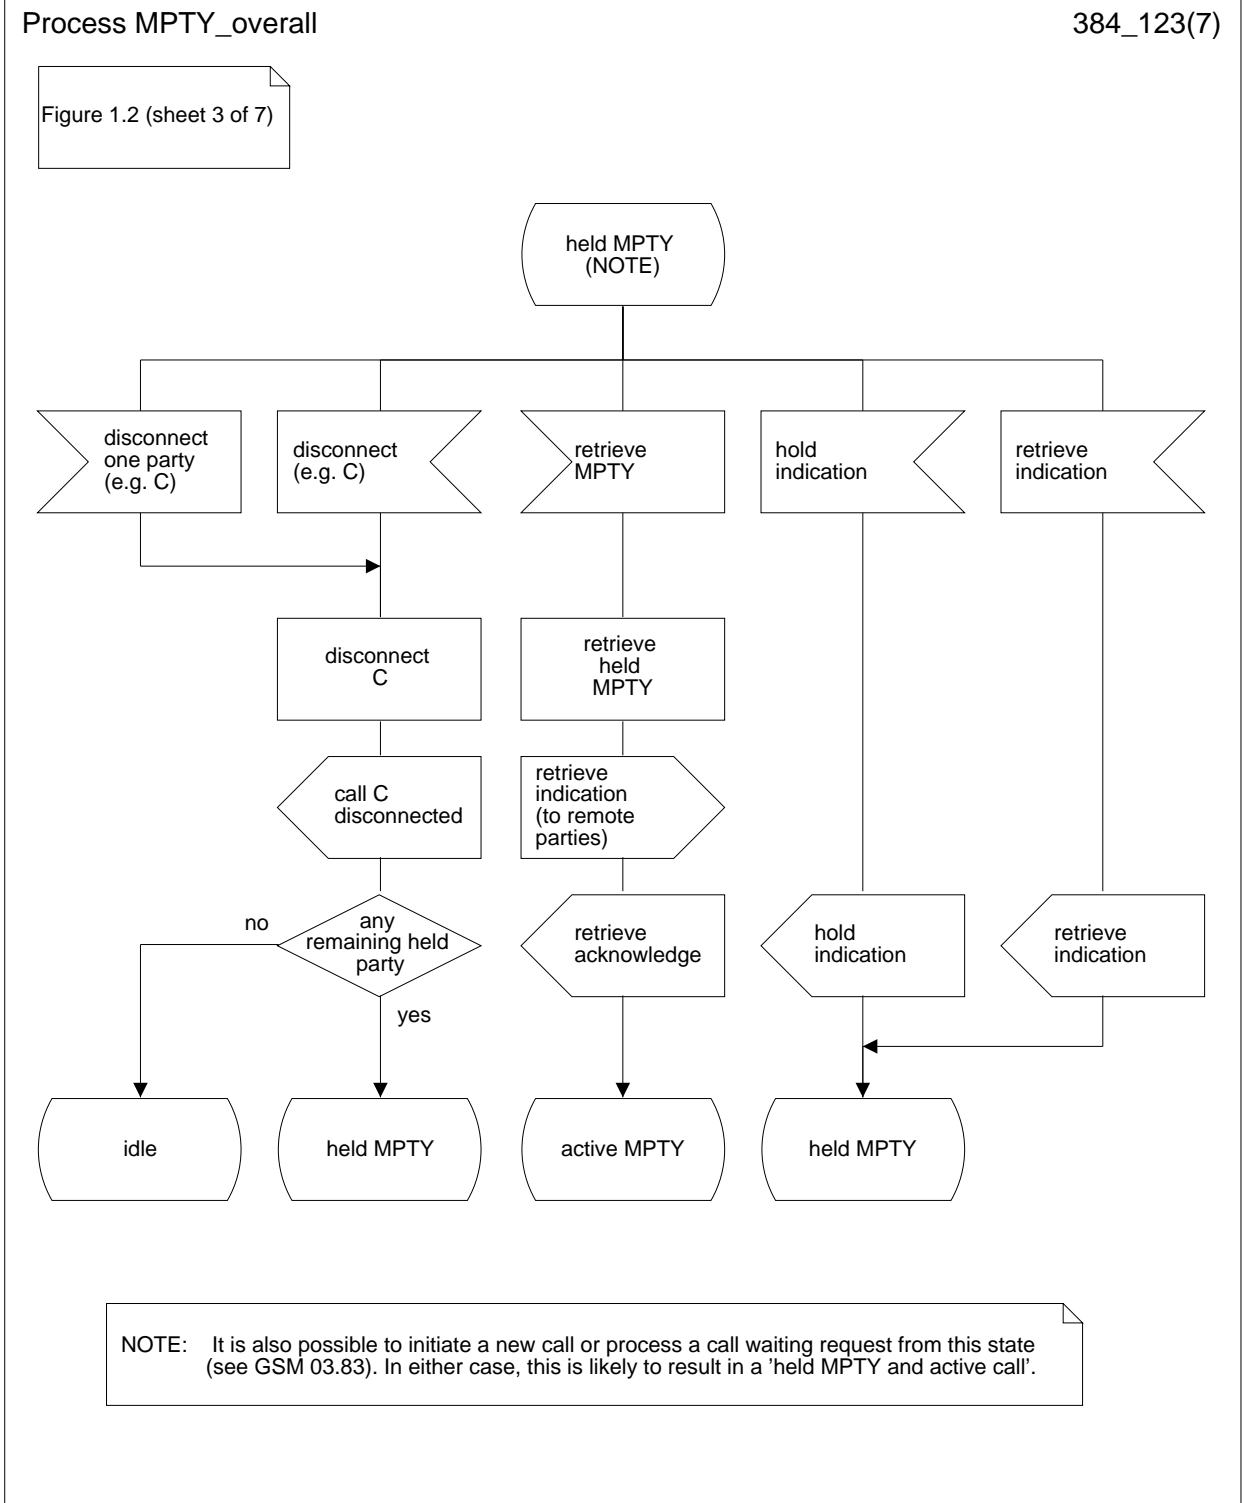 Process MPTY_overall
384_123(7)
Figure 1.2 (sheet 3 of 7)
held MPTY
(NOTE)
disconnect
one party
(e.g. C)
disconnect
(e.g. C)
retrieve
MPTY
hold
indication
retrieve
indication
disconnect
C
retrieve
held
MPTY
call C
disconnected
retrieve
indication
(to remote
parties)
no
any
remaining held
party
yes
retrieve
acknowledge
hold
indication
retrieve
indication
idle
held MPTY
active MPTY
held MPTY
NOTE: It is also possible to initiate a new call or process a call waiting request from this state
(see GSM 03.83). In either case, this is likely to result in a 'held MPTY and active call'.